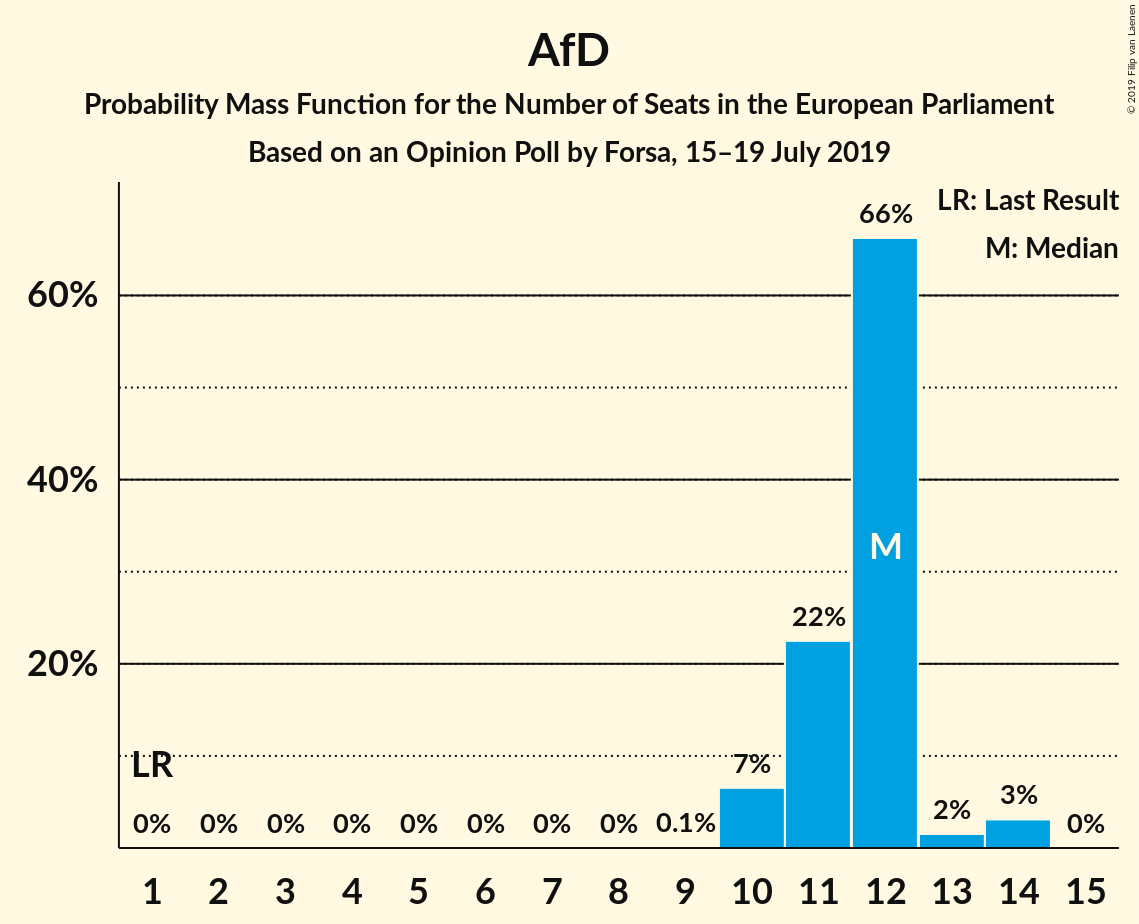 AfD
Probability Mass Function for the Number of Seats in the European Parliament
Based on an Opinion Poll by Forsa, 15–19 July 2019
© 2019 Filip van Laenen
LR: Last Result
M: Median
66%
60%
40%
M
22%
20%
LR
7%
3%
2%
0% 0% 0% 0% 0% 0% 0% 0% 0.1% 0%
1 2 3 4 5 6 7 8 9 10 11 12 13 14 15